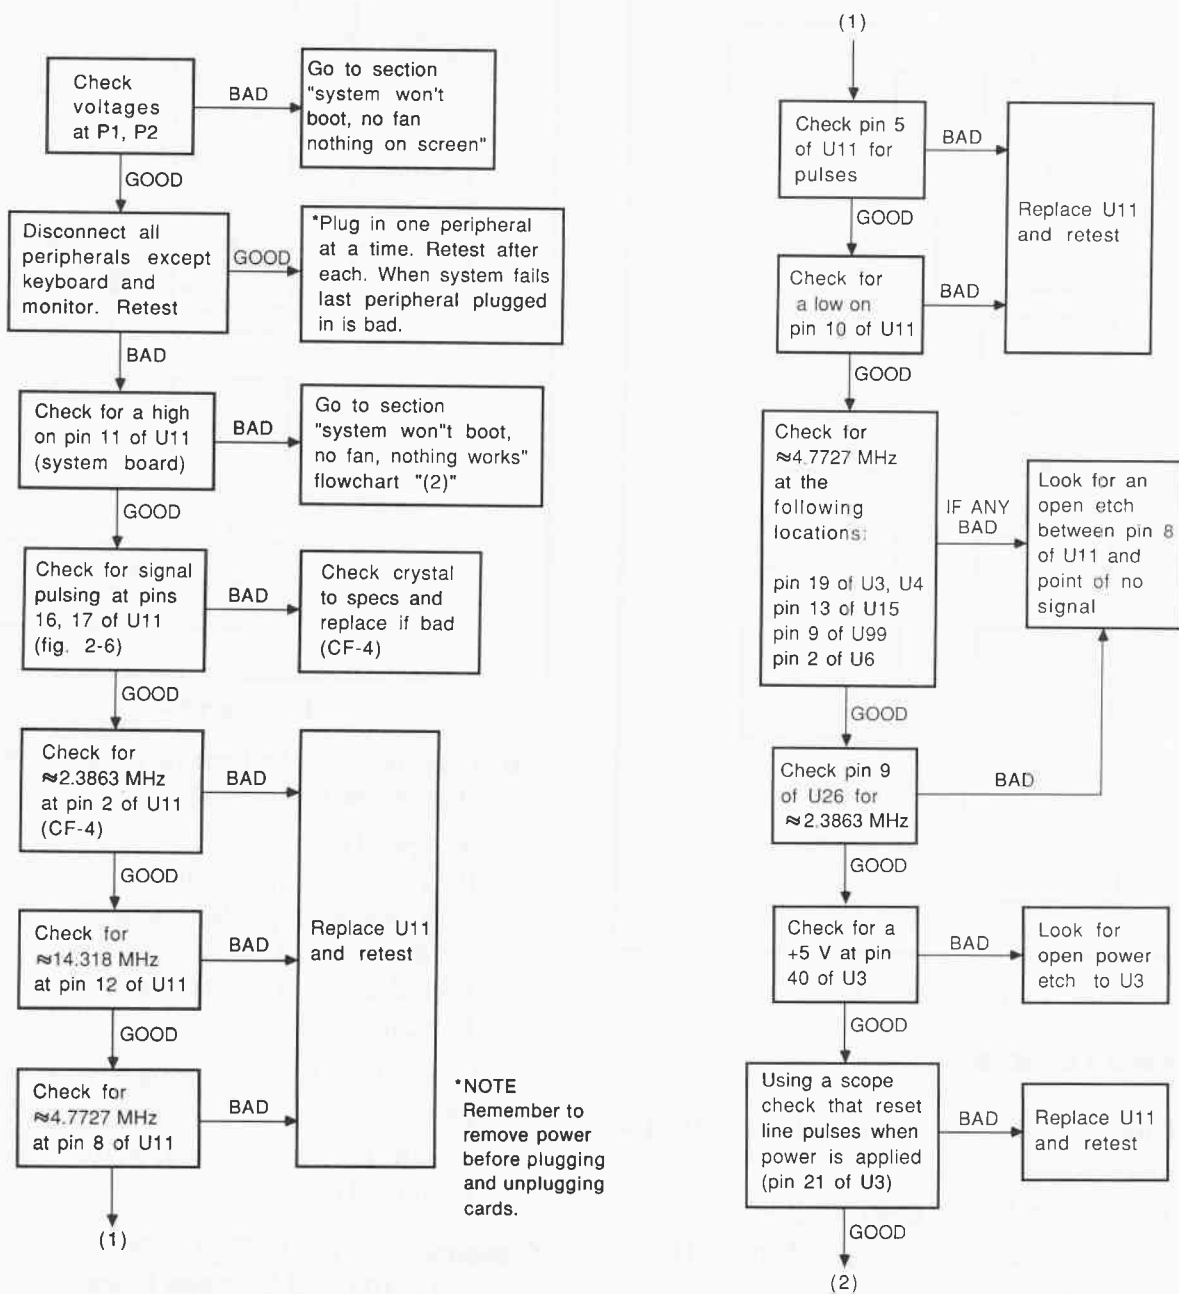 Check
voltages
at P1, P2
BAD
Go to section
"system won't
boot, no fan
nothing on screen"
GOOD
Disconnect all
peripherals except
keyboard and
monitor. Retest
GOOD
*Plug in one peripheral
at a time. Retest after
each. When system fails
last peripheral plugged
in is bad.
BAD
Check for a high
on pin 11 of U11
(system board)
BAD
Go to section
"system won"t boot,
no fan, nothing works"
flowchart "(2)"
GOOD
Check for signal
pulsing at pins
16, 17 of U11
(fig. 2-6)
BAD
Check crystal
to specs and
replace if bad
(CF-4)
GOOD
Check for
≈2.3863 MHz
at pin 2 of U11
(CF-4)
BAD
GOOD
Check for
≈14.318 MHz
at pin 12 of U11
BAD
Replace U11
and retest
GOOD
Check for
≈4.7727 MHz
at pin 8 of U11
BAD
(1)
*NOTE
Remember to
remove power
before plugging
and unplugging
cards.
(1)
Check pin 5
of U11 for
pulses
BAD
Replace U11
and retest
GOOD
Check for
a low on
pin 10 of U11
BAD
GOOD
Check for
≈4.7727 MHz
at the
following
locations:
pin 19 of U3, U4
pin 13 of U15
pin 9 of U99
pin 2 of U6
IF ANY
BAD
Look for an
open etch
between pin 8
of U11 and
point of no
signal
GOOD
Check pin 9
of U26 for
≈2.3863 MHz
BAD
GOOD
Check for a
+5 V at pin
40 of U3
BAD
Look for
open power
etch to U3
GOOD
Using a scope
check that reset
line pulses when
power is applied
(pin 21 of U3)
BAD
Replace U11
and retest
GOOD
(2)